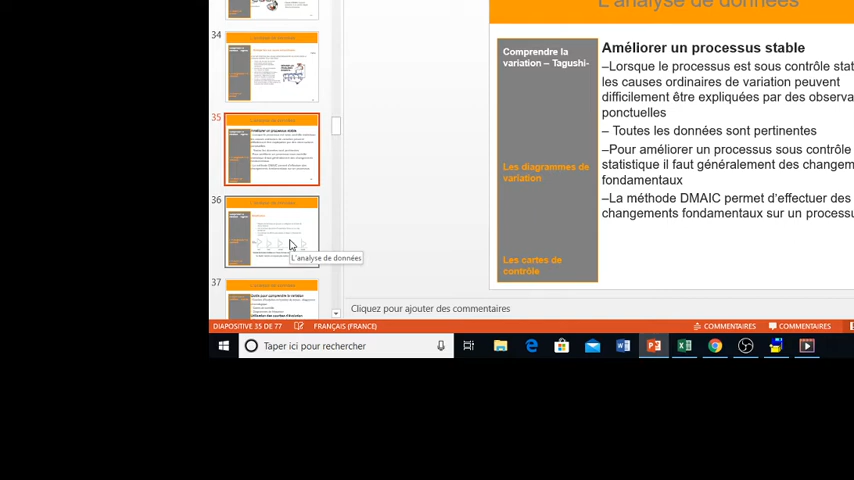 L'analyse de données
34
35
36
37
L'analyse de données
Comprendre la
variation – Tagushi-
Les diagrammes de
variation
Les cartes de
contrôle
Améliorer un processus stable
–Lorsque le processus est sous contrôle stat
les causes ordinaires de variation peuvent
difficilement être expliquées par des observa
ponctuelles
– Toutes les données sont pertinentes
–Pour améliorer un processus sous contrôle
statistique il faut généralement des changem
fondamentaux
–La méthode DMAIC permet d'effectuer des
changements fondamentaux sur un processu
Cliquez pour ajouter des commentaires
DIAPOSITIVE 35 DE 77
FRANÇAIS (FRANCE)
COMMENTAIRES
COMMENTAIRES
Taper ici pour rechercher